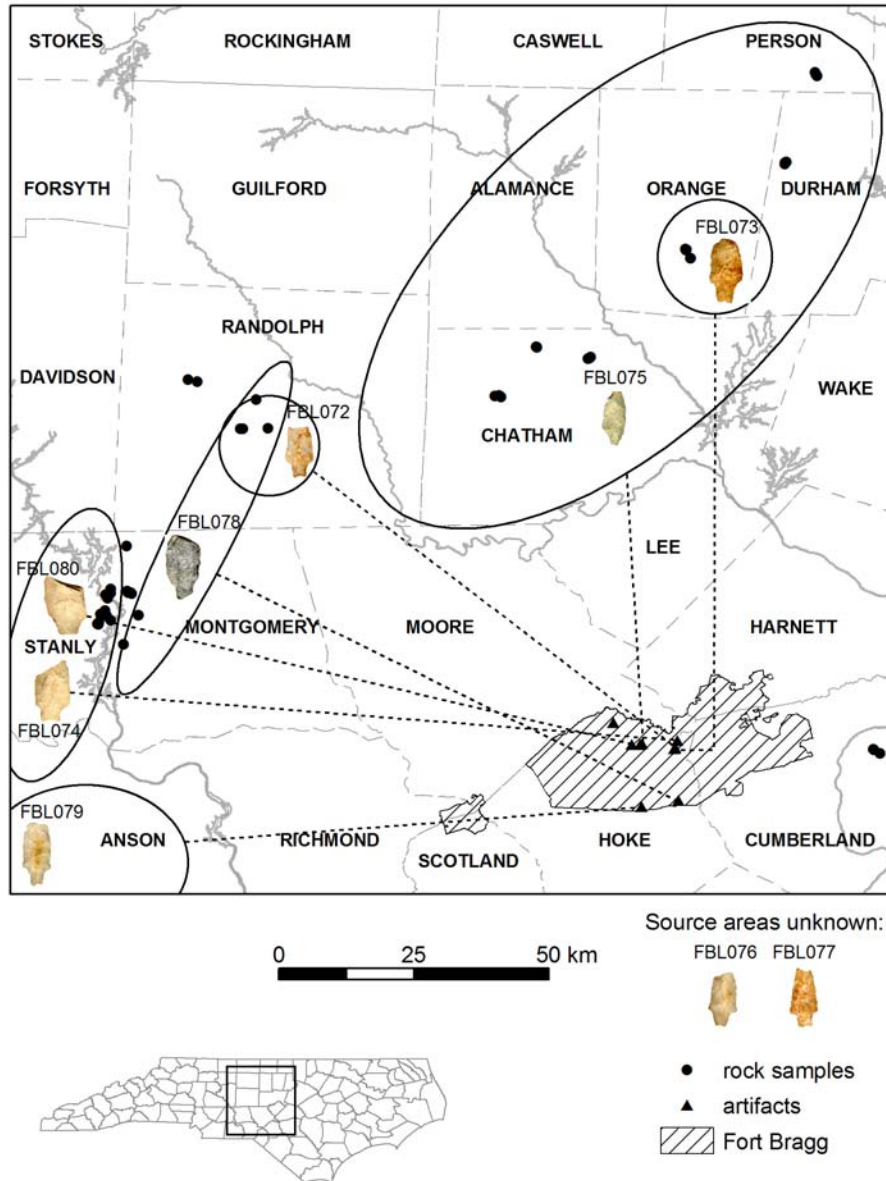 STOKES
ROCKINGHAM
CASWELL
PERSON
FORSYTH
GUILFORD
ALAMANCE
ORANGE
DURHAM
FBL073
RANDOLPH
DAVIDSON
FBL075
WAKE
FBL072
CHATHAM
FBL078
LEE
FBL080
STANLY
MONTGOMERY
MOORE
HARNETT
FBL074
FBL079
ANSON
RICHMOND
SCOTLAND
HOKE
CUMBERLAND
0 25 50 km
Source areas unknown:
FBL076 FBL077
rock samples
artifacts
Fort Bragg